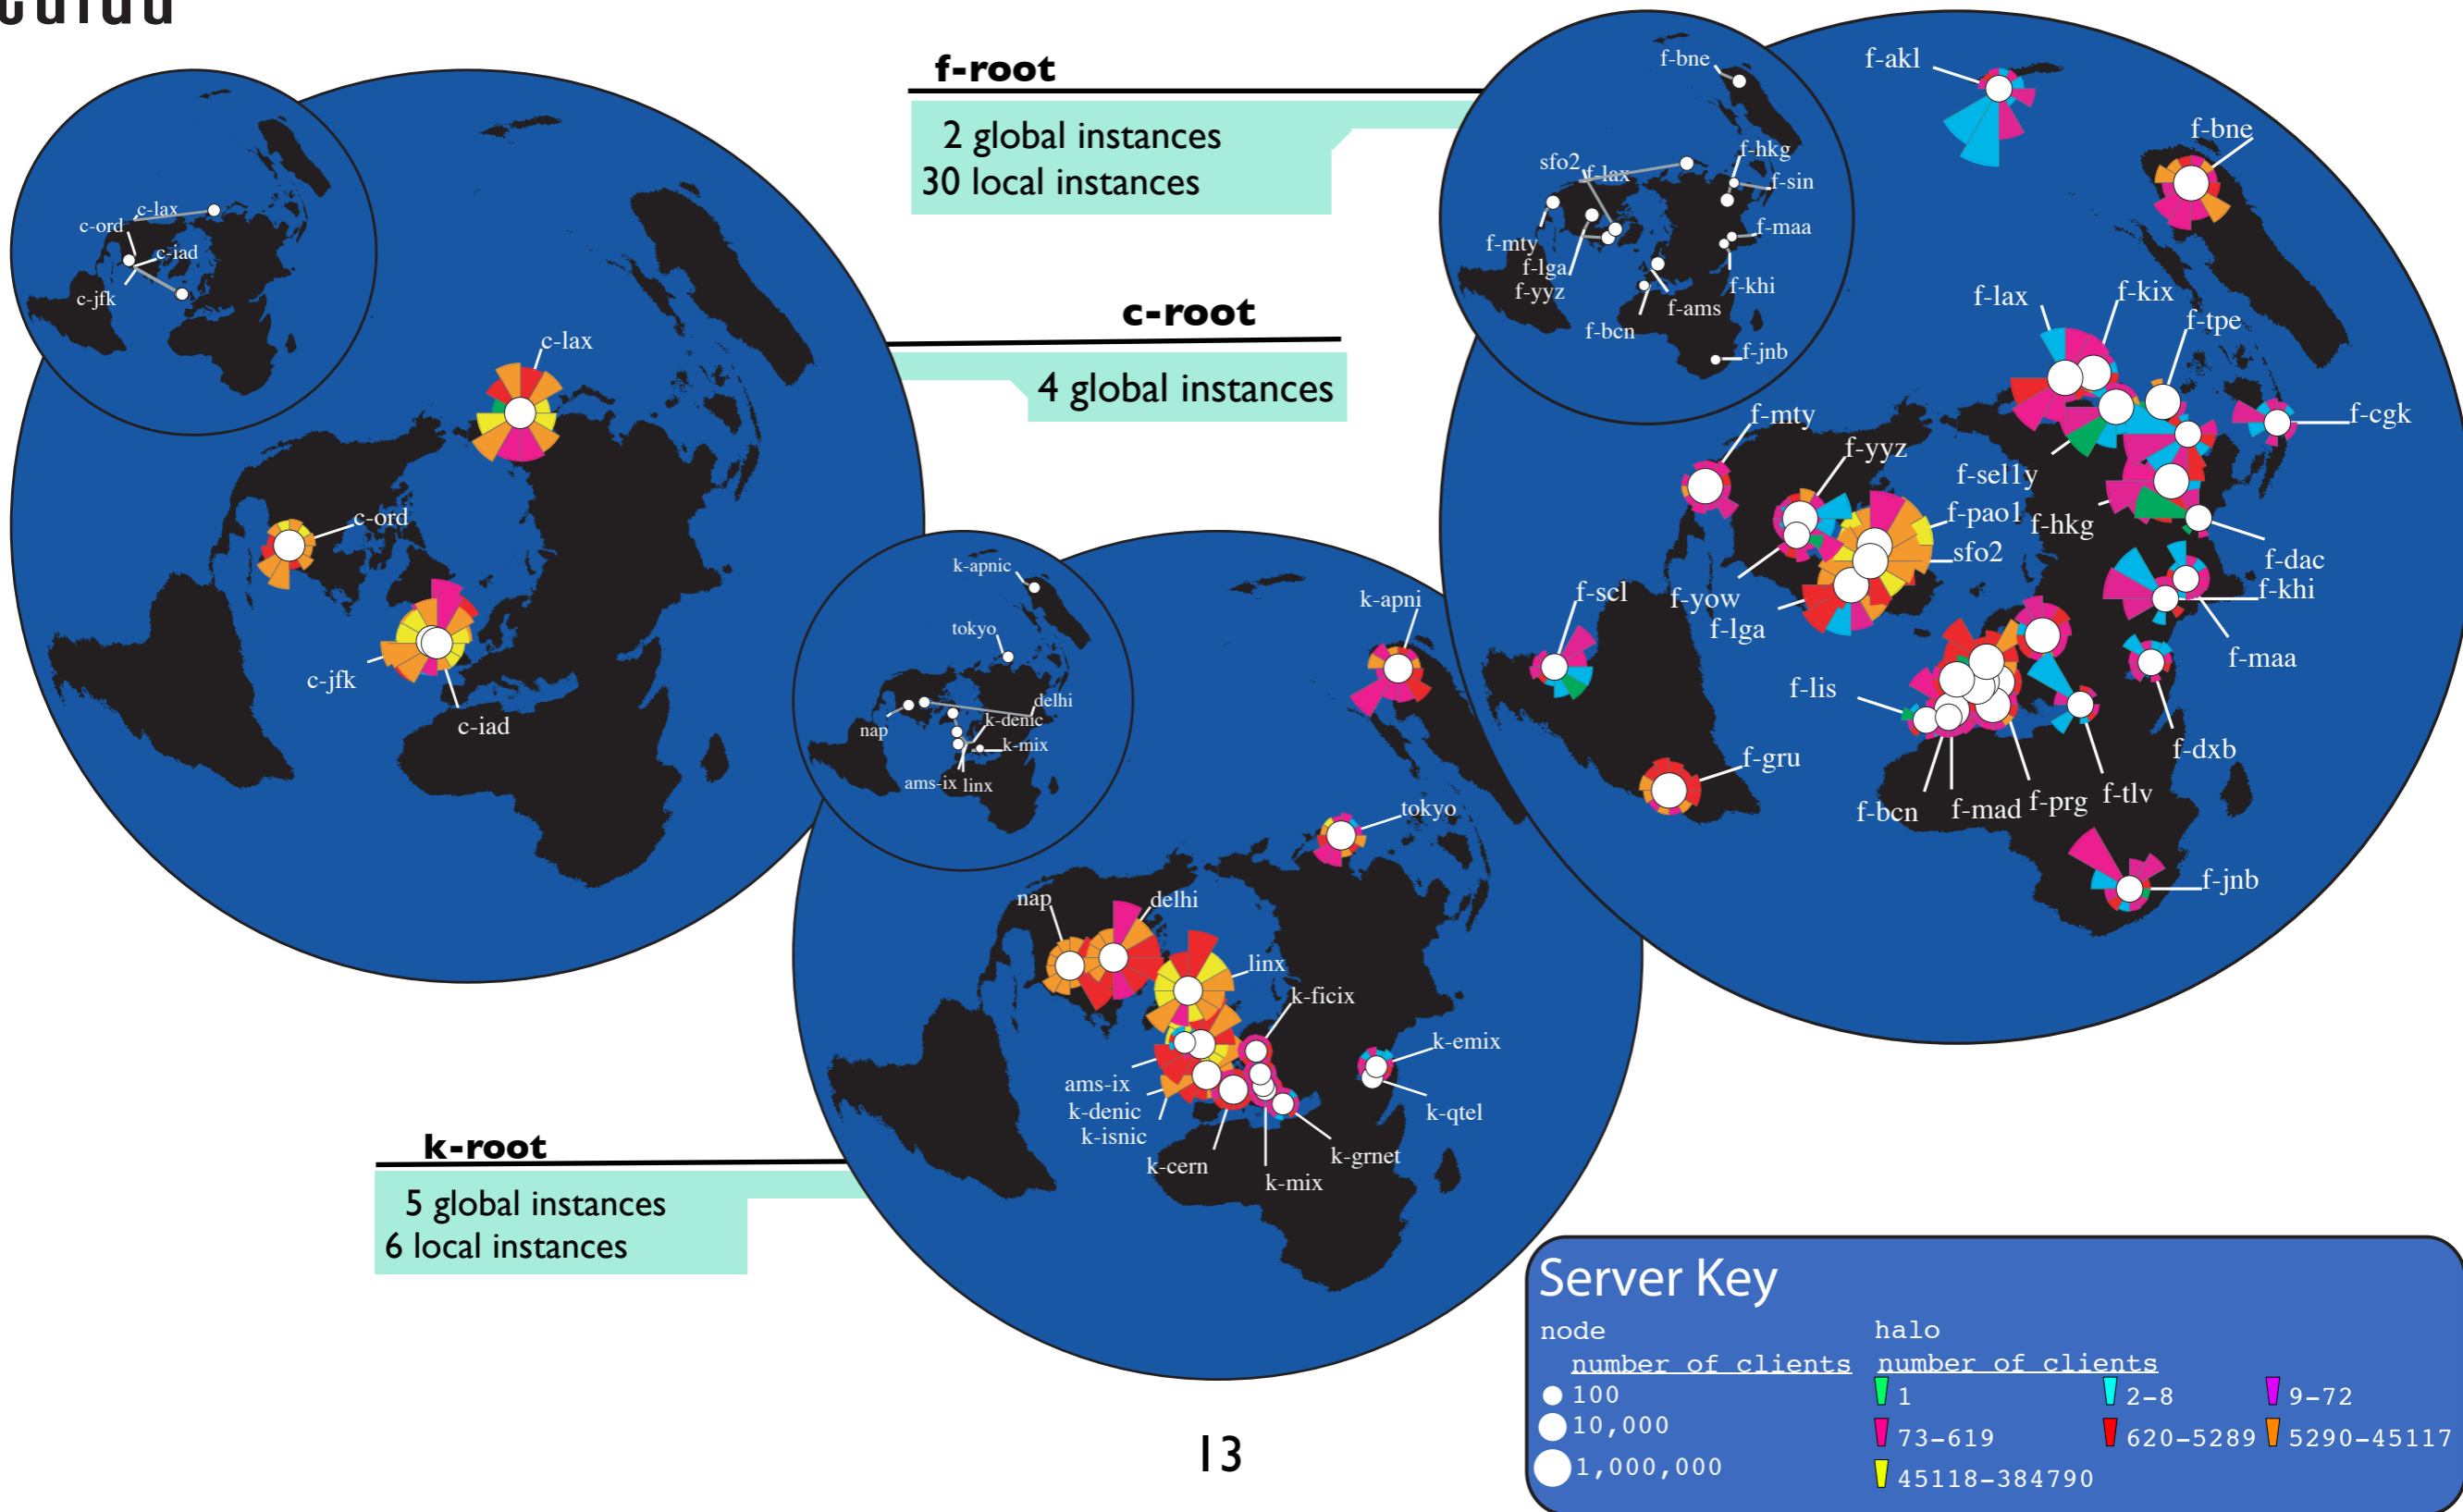 f-root
2 global instances
30 local instances
c-root
4 global instances
k-root
5 global instances
6 local instances
c-lax
c-ord
c-iad
c-jfk
c-lax
c-ord
c-jfk
c-iad
k-apnic
tokyo
delhi
k-denic
nap
k-mix
ams-ix
linx
k-apni
tokyo
nap
delhi
linx
k-ficix
k-emix
ams-ix
k-denic
k-isnic
k-qtel
k-cern
k-grnet
k-mix
f-bne
f-hkg
sfo2
f-lax
f-sin
f-maa
f-mty
f-lga
f-yyz
f-khi
f-ams
f-bcn
f-jnb
f-akl
f-bne
f-lax
f-kix
f-tpe
f-mty
f-cgk
f-yyz
f-sel1y
f-pao1
f-hkg
sfo2
f-dac
f-scl
f-yow
f-khi
f-lga
f-maa
f-lis
f-dxb
f-gru
f-bcn
f-mad
f-prg
f-tlv
f-jnb
Server Key
node
number of clients
100
10,000
1,000,000
halo
number of clients
1
2-8
9-72
73-619
620-5289
5290-45117
45118-384790
13